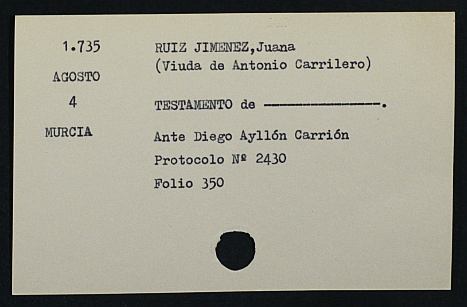 1.735 RUIZ JIMENEZ,Juana
(Viuda de Antonio Carrilero)
AGOSTO
4 TESTAMENTO de ----------------.
MURCIA Ante Diego Ayllón Carrión
Protocolo Nº 2430
Folio 350